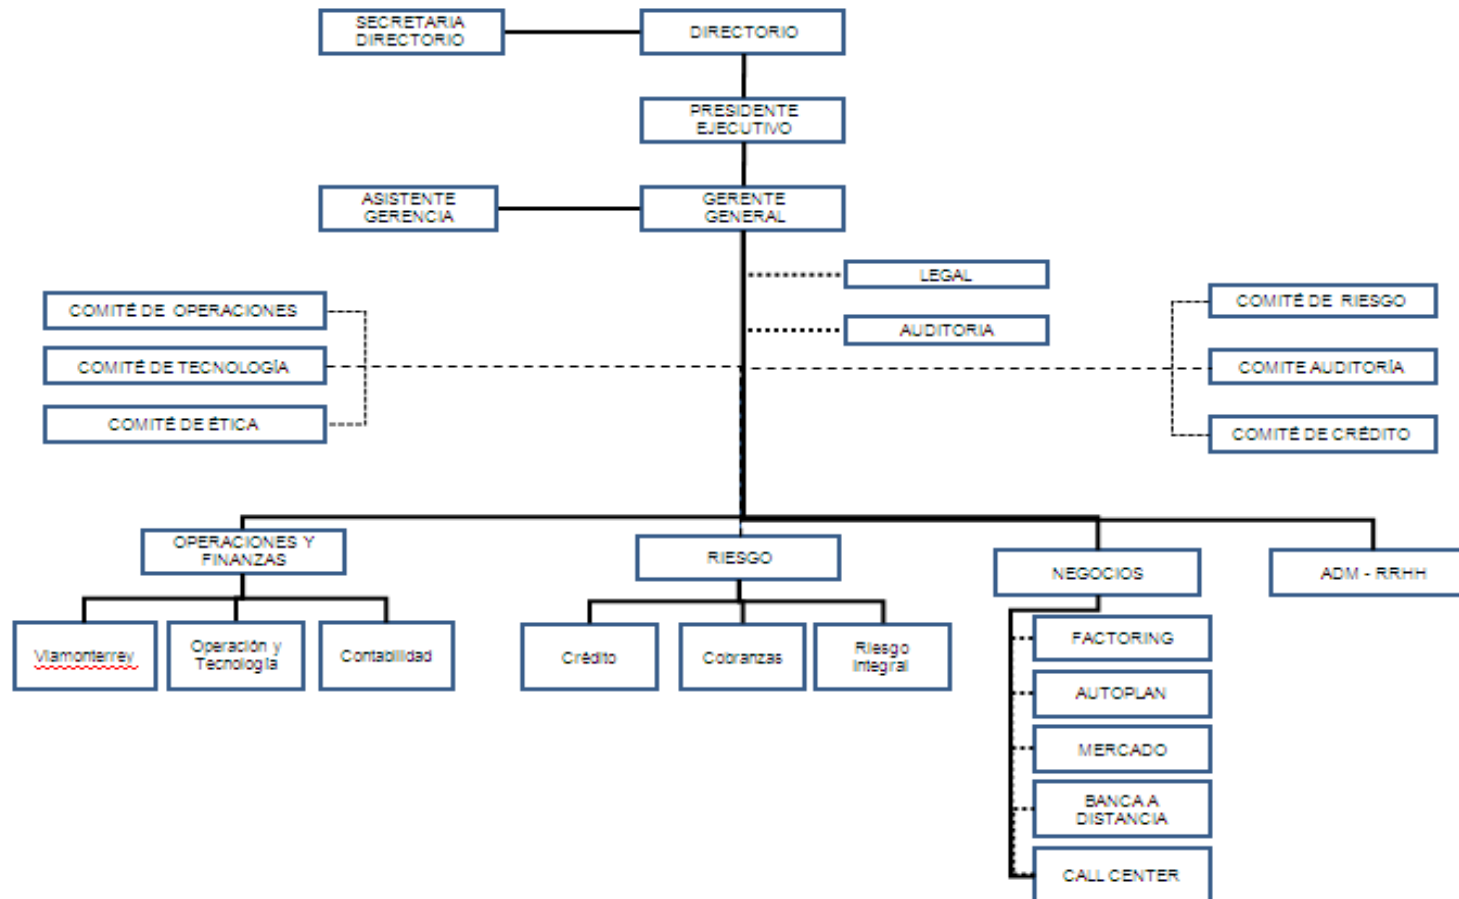 SECRETARIA
DIRECTORIO
DIRECTORIO
PRESIDENTE
EJECUTIVO
ASISTENTE
GERENCIA
GERENTE
GENERAL
LEGAL
AUDITORIA
COMITÉ DE OPERACIONES
COMITÉ DE TECNOLOGÍA
COMITÉ DE ÉTICA
COMITÉ DE RIESGO
COMITE AUDITORÍA
COMITÉ DE CRÉDITO
OPERACIONES Y
FINANZAS
RIESGO
NEGOCIOS
ADM - RRHH
Viamonterrey
Operación y
Tecnología
Contabilidad
Crédito
Cobranzas
Riesgo
Integral
FACTORING
AUTOPLAN
MERCADO
BANCA A
DISTANCIA
CALL CENTER